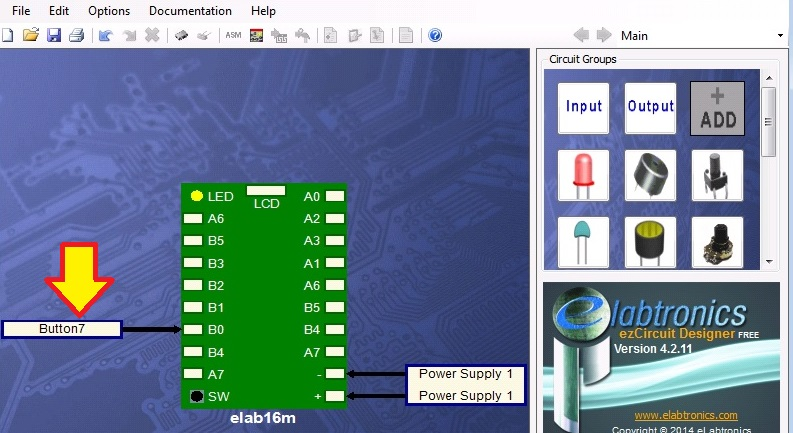 File Edit Options Documentation Help
ASM
Main
Circuit Groups
Input Output + ADD
LED LCD A0
A6 A2
B5 A3
B3 A1
B2 A6
B1 B5
Button7 B0 B4
B4 A7
A7 - Power Supply 1
SW + Power Supply 1
elab16m
elabtronics
ezCircuit Designer FREE
Version 4.2.11
www.elabtronics.com
Copyright © 2014 eLabtronics